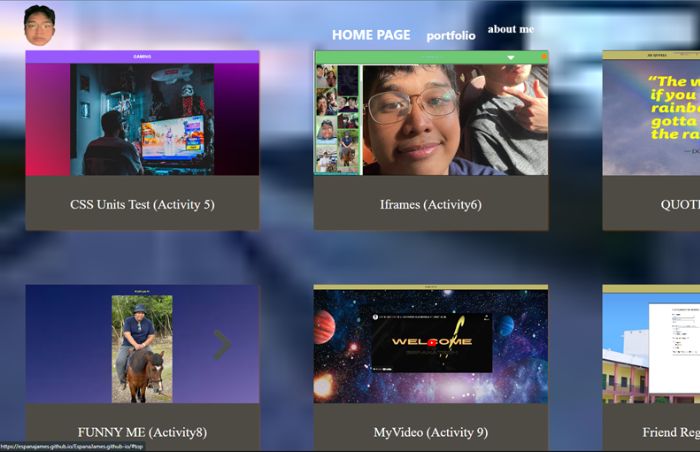 HOME PAGE
portfolio
about me
GAMING
CSS Units Test (Activity 5)
Iframes (Activity6)
“The w
if you
rainbo
gotta
the ra
QUOTI
FUNNY ME (Activity8)
WELCOME
MyVideo (Activity 9)
Friend Reg
https://espanajames.github.io/EspanaJames.github-io/#top